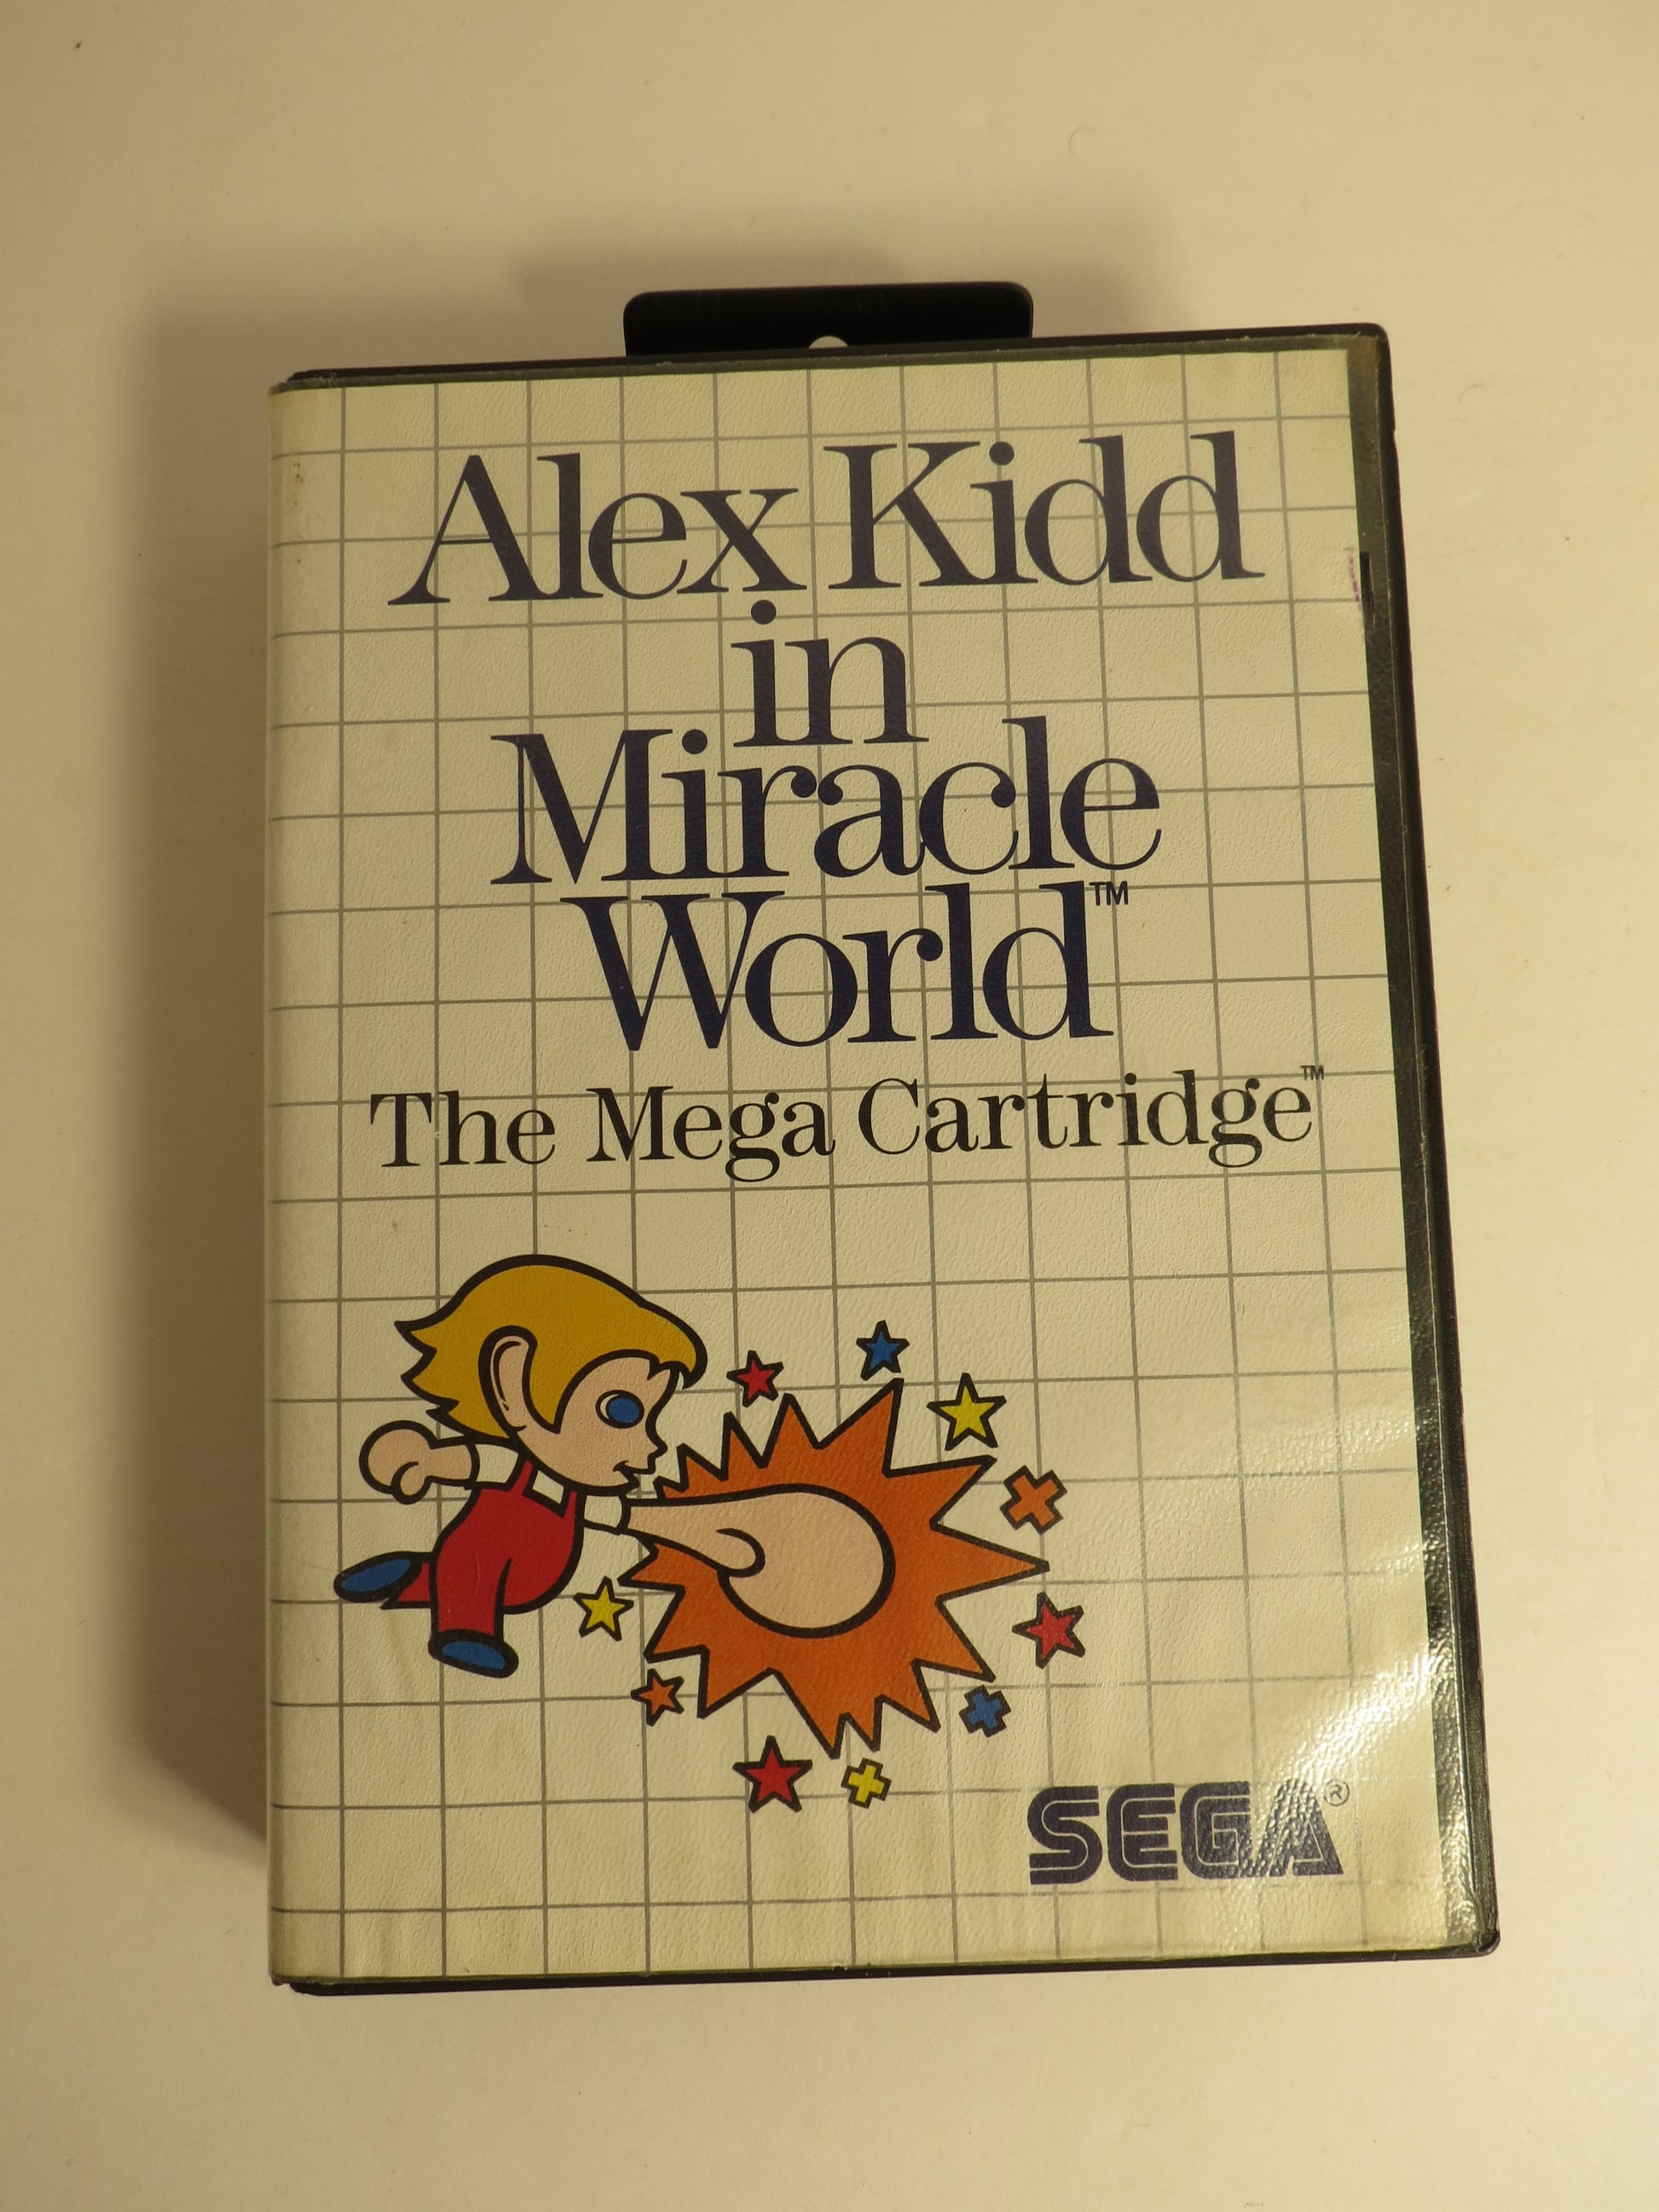 Alex Kidd
in
Miracle
World™
The Mega Cartridge™
SEGA®